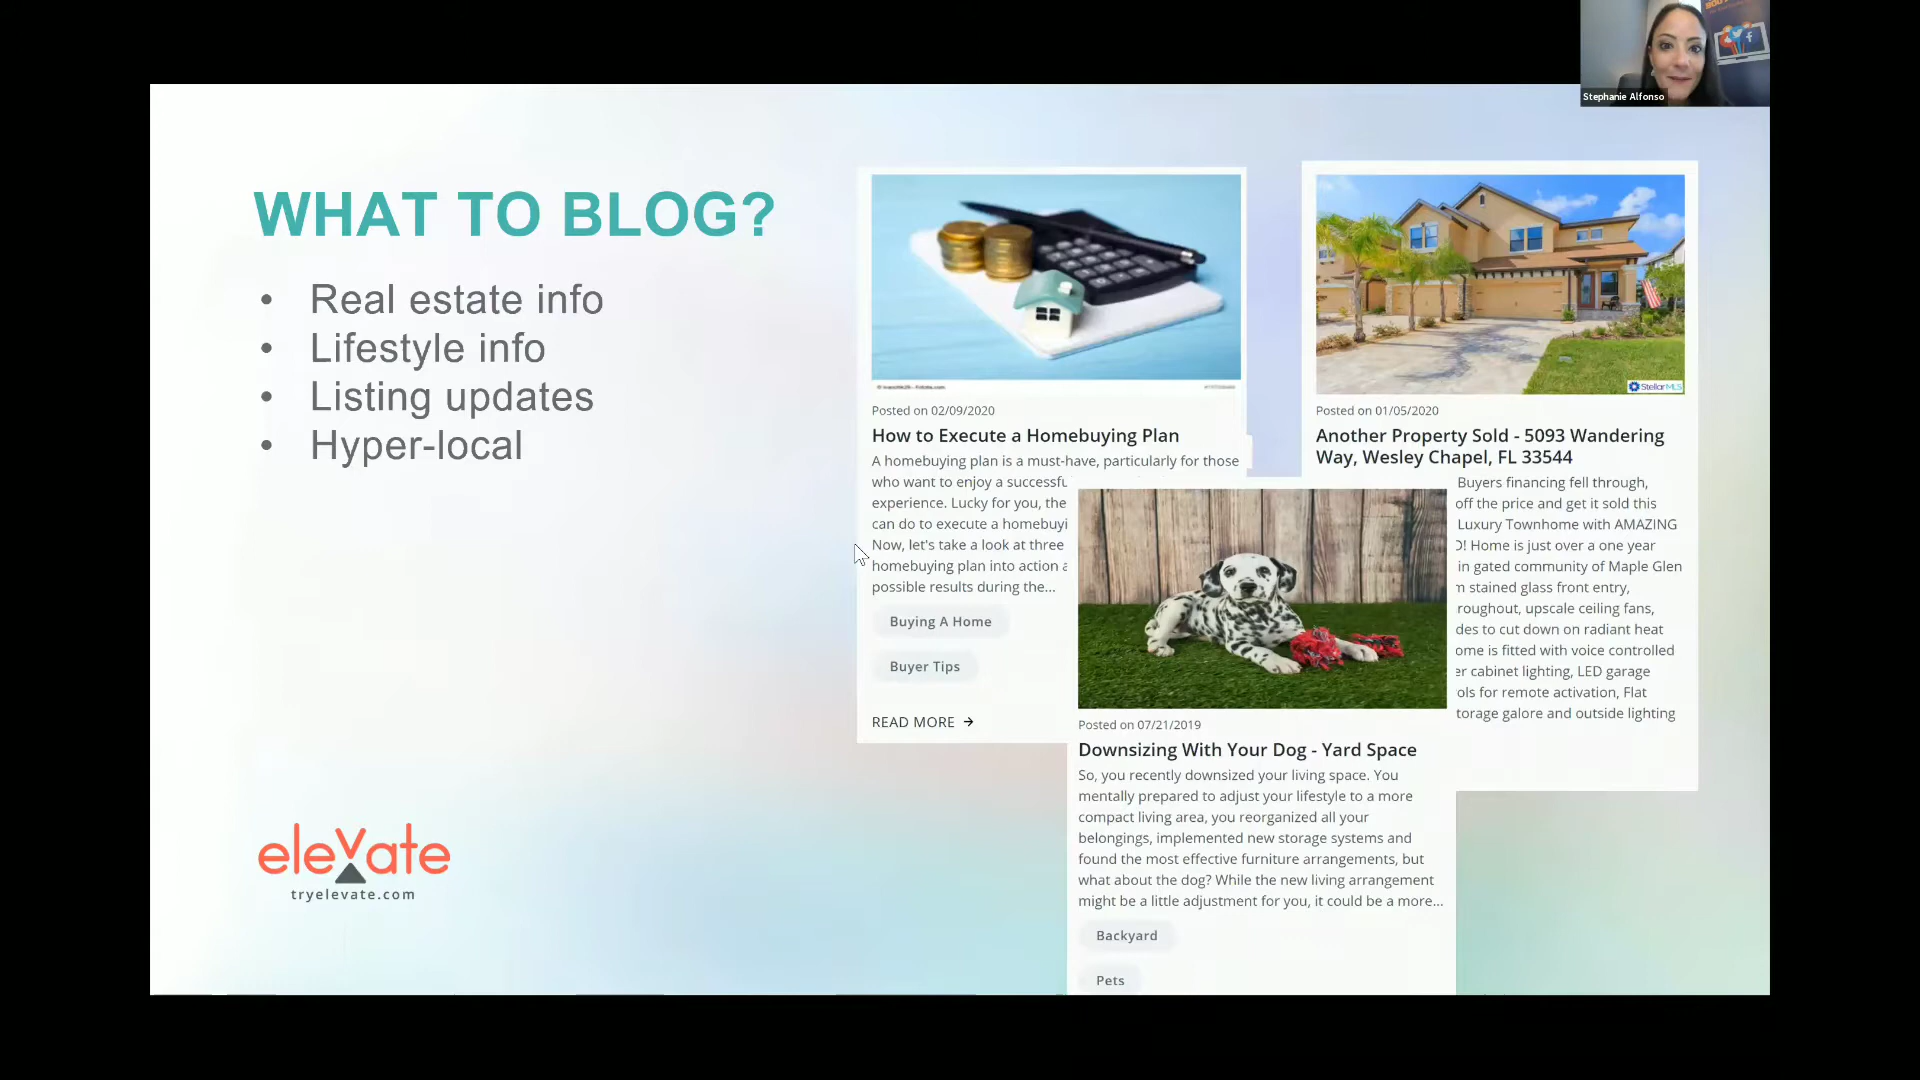 Stephanie Alfonso
WHAT TO BLOG?
• Real estate info
• Lifestyle info
• Listing updates
• Hyper-local
elevate
tryelevate.com
Posted on 02/09/2020
How to Execute a Homebuying Plan
A homebuying plan is a must-have, particularly for those
who want to enjoy a successfu
experience. Lucky for you, the
can do to execute a homebuyi
Now, let's take a look at three
homebuying plan into action a
possible results during the...
Buying A Home
Buyer Tips
READ MORE →
StellarMLS
Posted on 01/05/2020
Another Property Sold - 5093 Wandering
Way, Wesley Chapel, FL 33544
Buyers financing fell through,
off the price and get it sold this
Luxury Townhome with AMAZING
! Home is just over a one year
in gated community of Maple Glen
stained glass front entry,
roughout, upscale ceiling fans,
des to cut down on radiant heat
ome is fitted with voice controlled
er cabinet lighting, LED garage
ols for remote activation, Flat
torage galore and outside lighting
Posted on 07/21/2019
Downsizing With Your Dog - Yard Space
So, you recently downsized your living space. You
mentally prepared to adjust your lifestyle to a more
compact living area, you reorganized all your
belongings, implemented new storage systems and
found the most effective furniture arrangements, but
what about the dog? While the new living arrangement
might be a little adjustment for you, it could be a more...
Backyard
Pets